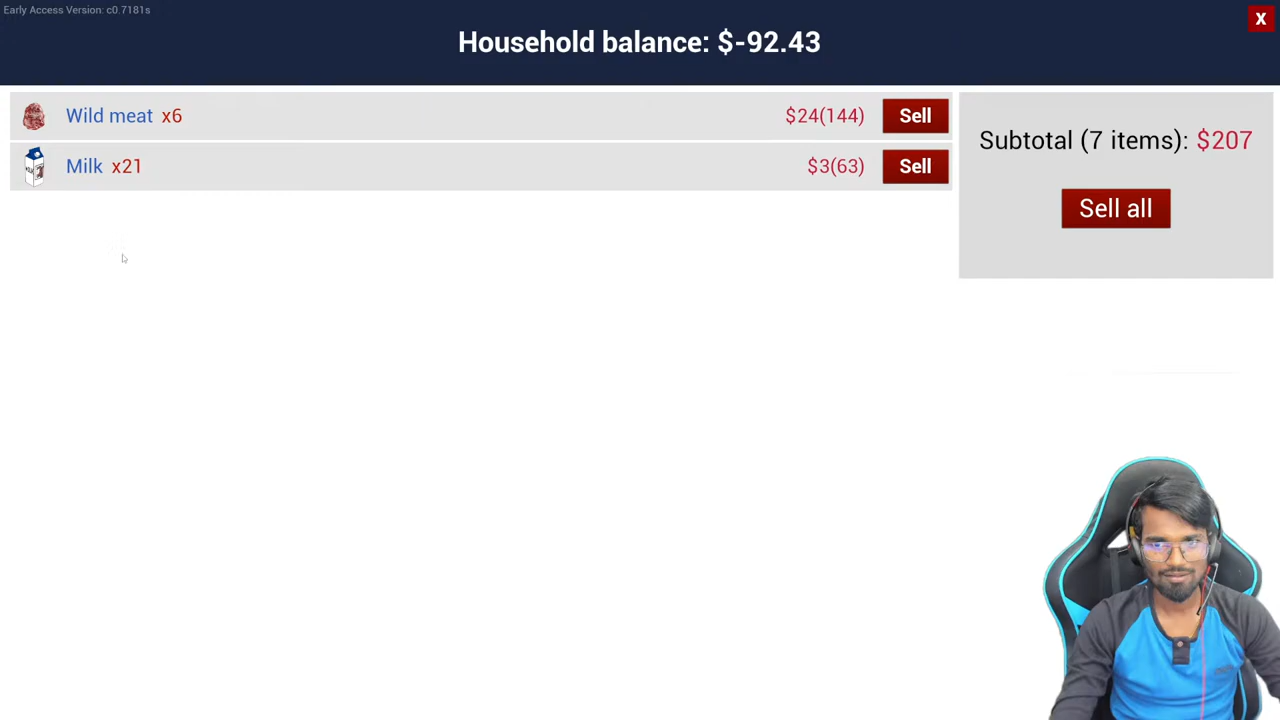 Early Access Version: c0.7181s
X
Household balance: $-92.43
Wild meat x6 $24(144) Sell
Milk x21 $3(63) Sell
Subtotal (7 items): $207
Sell all